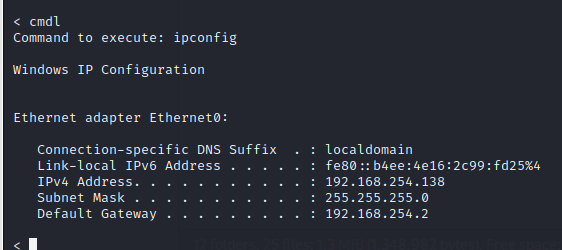 < cmdl
Command to execute: ipconfig
Windows IP Configuration
Ethernet adapter Ethernet0:
Connection-specific DNS Suffix  . : localdomain
Link-local IPv6 Address . . . . . : fe80::b4ee:4e16:2c99:fd25%4
IPv4 Address. . . . . . . . . . . : 192.168.254.138
Subnet Mask . . . . . . . . . . . : 255.255.255.0
Default Gateway . . . . . . . . . : 192.168.254.2
<